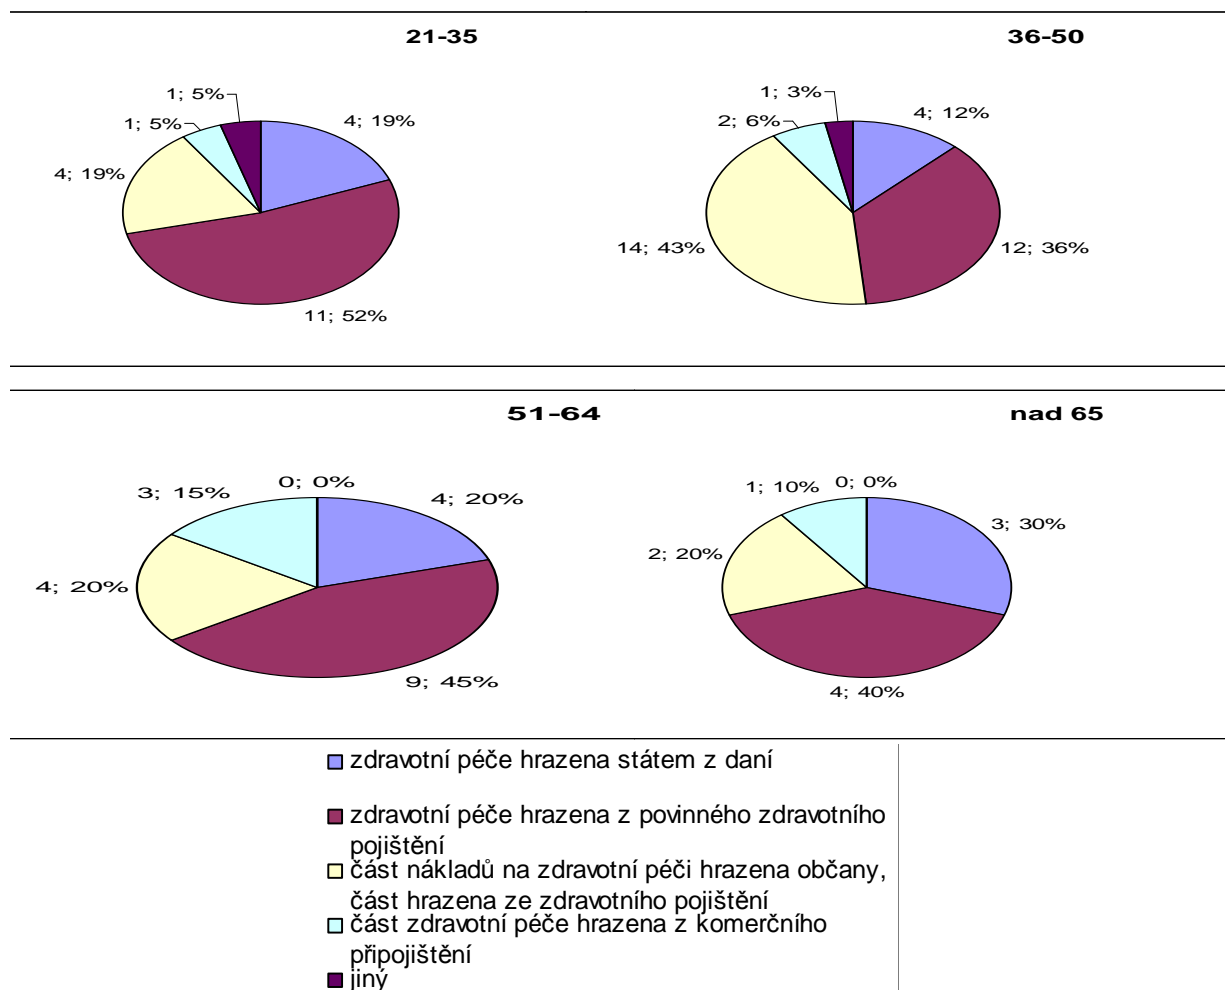 21-35
36-50
1; 5%
1; 5%
4; 19%
4; 19%
11; 52%
1; 3%
2; 6%
4; 12%
14; 43%
12; 36%
51-64
nad 65
3; 15%
0; 0%
4; 20%
4; 20%
9; 45%
1; 10%
0; 0%
3; 30%
2; 20%
4; 40%
zdravotní péče hrazena státem z daní
zdravotní péče hrazena z povinného zdravotního
pojištění
část nákladů na zdravotní péči hrazena občany,
část hrazena ze zdravotního pojištění
část zdravotní péče hrazena z komerčního
připojištění
jiný